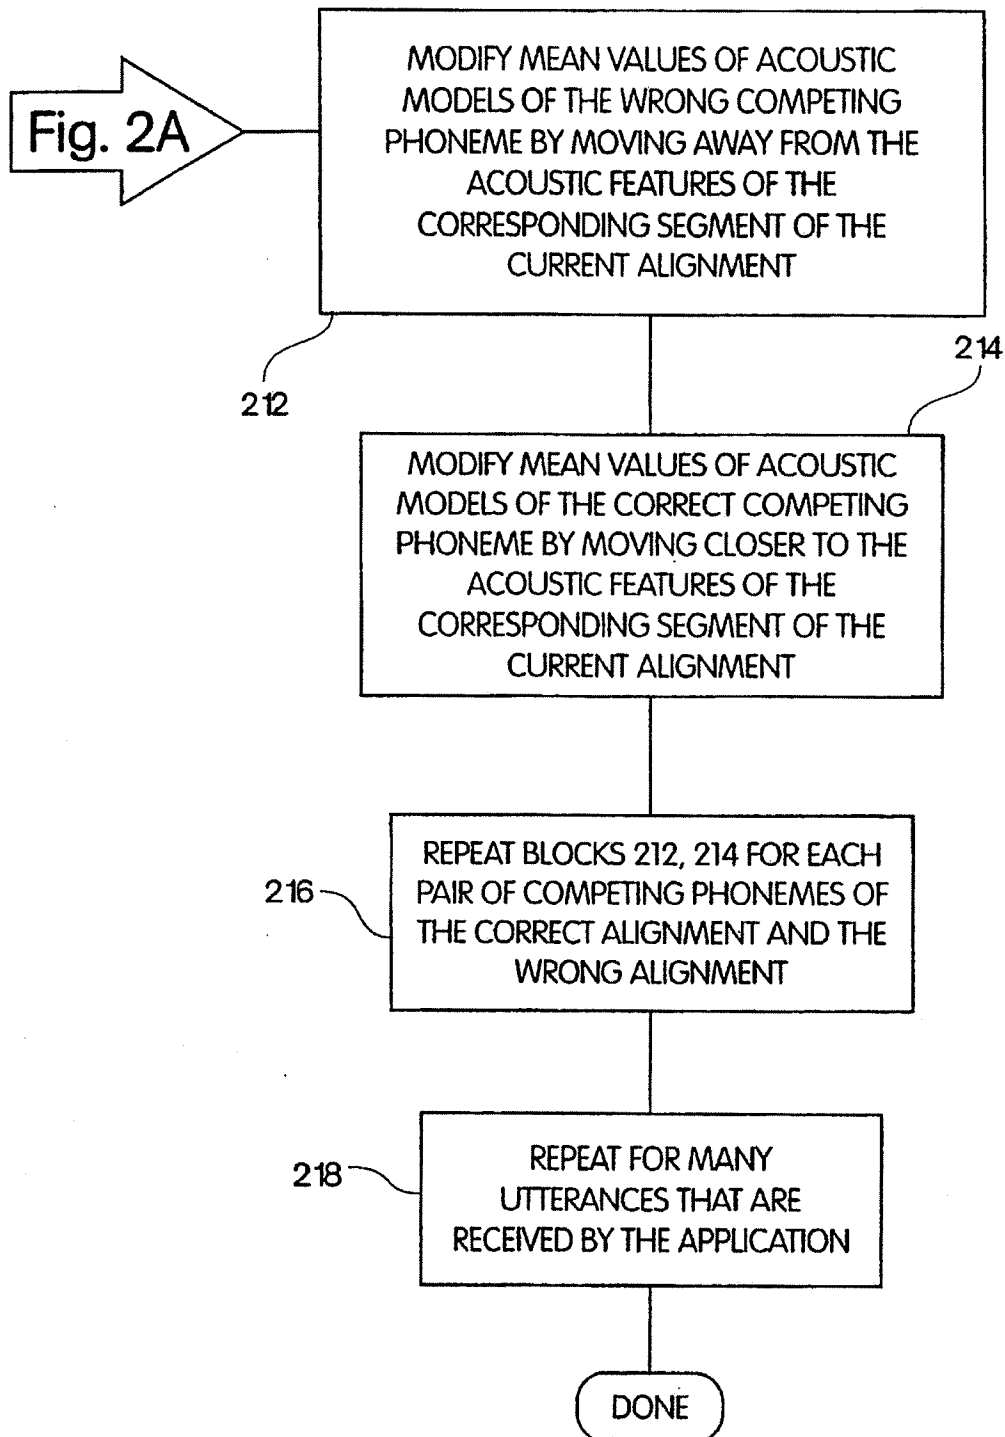 Fig. 2A
MODIFY MEAN VALUES OF ACOUSTIC
MODELS OF THE WRONG COMPETING
PHONEME BY MOVING AWAY FROM THE
ACOUSTIC FEATURES OF THE
CORRESPONDING SEGMENT OF THE
CURRENT ALIGNMENT
212
214
MODIFY MEAN VALUES OF ACOUSTIC
MODELS OF THE CORRECT COMPETING
PHONEME BY MOVING CLOSER TO THE
ACOUSTIC FEATURES OF THE
CORRESPONDING SEGMENT OF THE
CURRENT ALIGNMENT
216
REPEAT BLOCKS 212, 214 FOR EACH
PAIR OF COMPETING PHONEMES OF
THE CORRECT ALIGNMENT AND THE
WRONG ALIGNMENT
218
REPEAT FOR MANY
UTTERANCES THAT ARE
RECEIVED BY THE APPLICATION
DONE